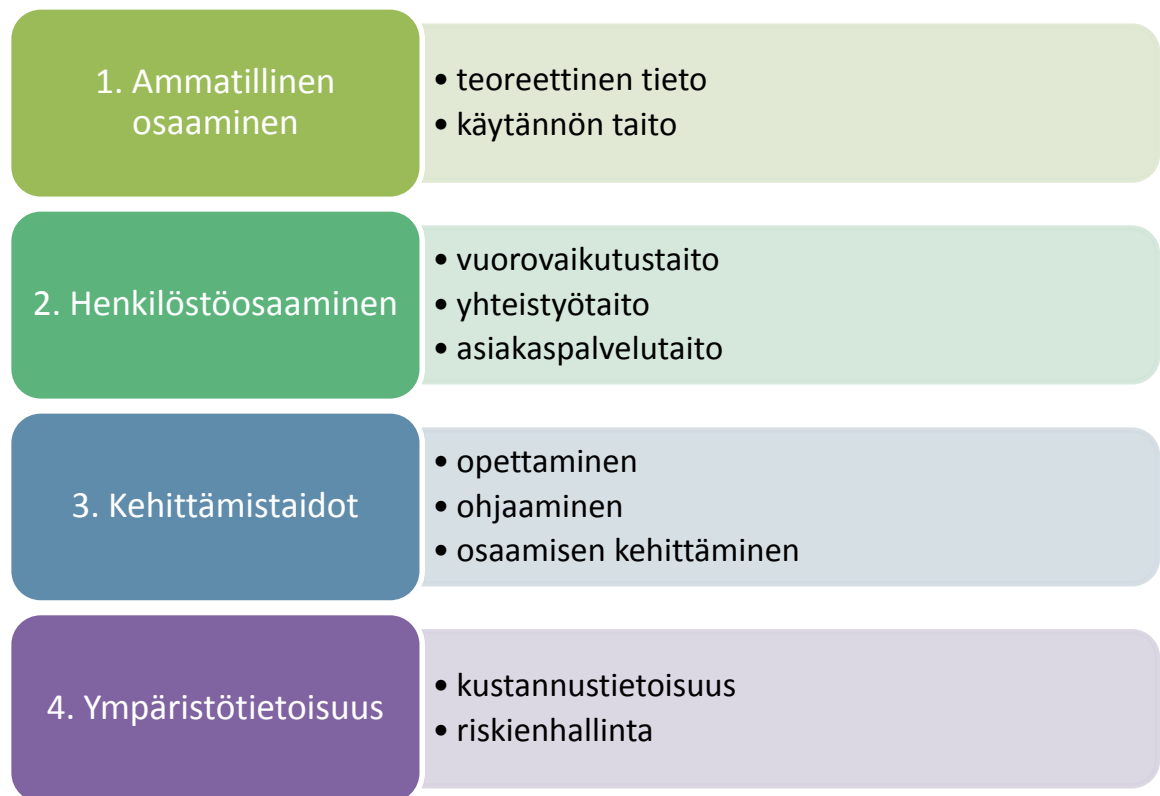 1. Ammatillinen
osaaminen
• teoreettinen tieto
• käytännön taito
2. Henkilöstöosaaminen
• vuorovaikutustaito
• yhteistyötaito
• asiakaspalvelutaito
3. Kehittämistaidot
• opettaminen
• ohjaaminen
• osaamisen kehittäminen
4. Ympäristötietoisuus
• kustannustietoisuus
• riskienhallinta